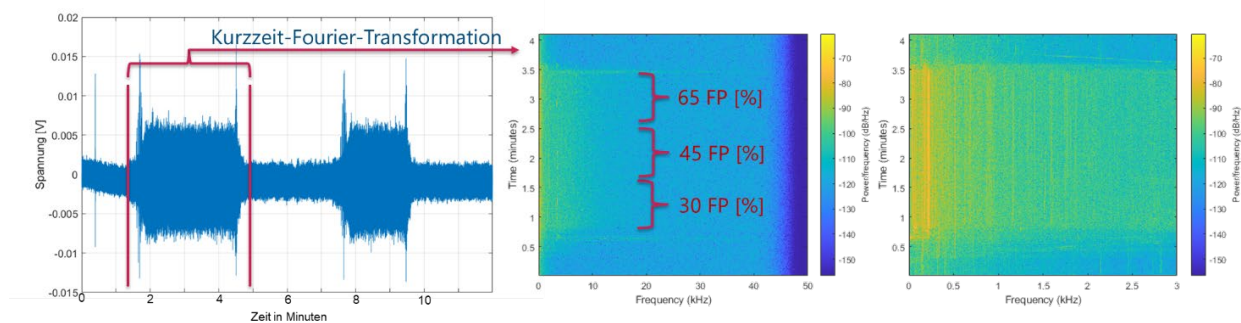 Kurzzeit-Fourier-Transformation
0.02
0.015
0.01
0.005
0
-0.005
-0.01
-0.015
0 2 4 6 8 10
Spannung [V]
Zeit in Minuten
4
3.5
3
2.5
2
1.5
1
0.5
0 10 20 30 40 50
Time (minutes)
Frequency (kHz)
65 FP [%]
45 FP [%]
30 FP [%]
-70
-80
-90
-100
-110
-120
-130
-140
-150
Power/frequency (dB/Hz)
4
3.5
3
2.5
2
1.5
1
0.5
0 0.5 1 1.5 2 2.5 3
Time (minutes)
Frequency (kHz)
-70
-80
-90
-100
-110
-120
-130
-140
-150
Power/frequency (dB/Hz)